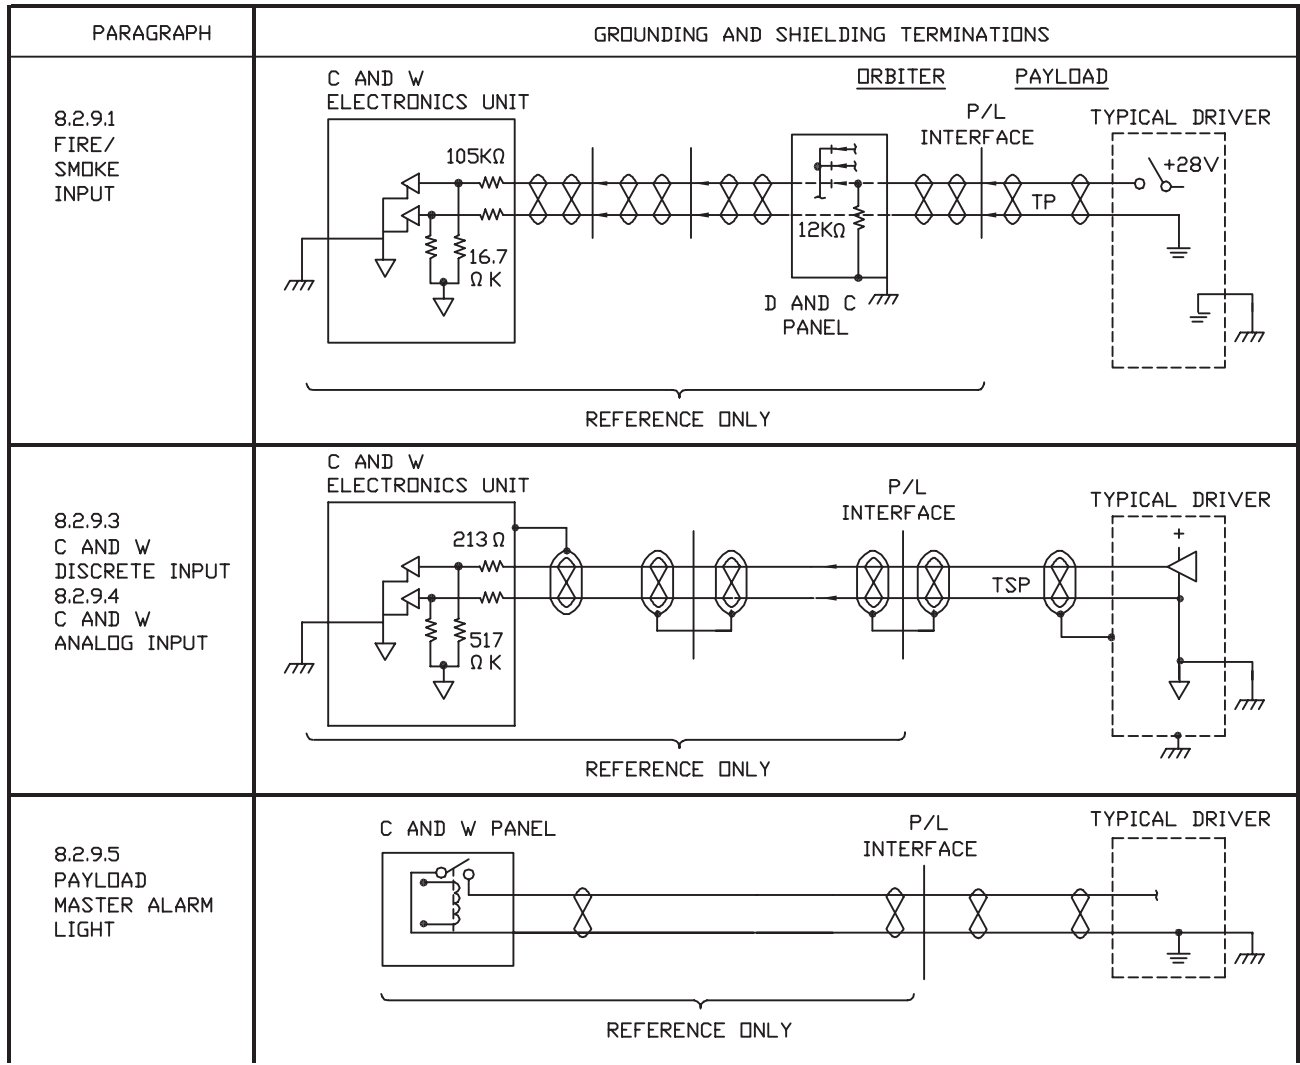 PARAGRAPH
GROUNDING AND SHIELDING TERMINATIONS
8.2.9.1
FIRE/
SMOKE
INPUT
C AND W
ELECTRONICS UNIT
ORBITER
PAYLOAD
P/L
INTERFACE
TYPICAL DRIVER
105KΩ
+28V
TP
12KΩ
16.7
Ω K
D AND C
PANEL
REFERENCE ONLY
8.2.9.3
C AND W
DISCRETE INPUT
8.2.9.4
C AND W
ANALOG INPUT
C AND W
ELECTRONICS UNIT
P/L
INTERFACE
TYPICAL DRIVER
213 Ω
+
TSP
517
Ω K
REFERENCE ONLY
8.2.9.5
PAYLOAD
MASTER ALARM
LIGHT
C AND W PANEL
P/L
INTERFACE
TYPICAL DRIVER
REFERENCE ONLY